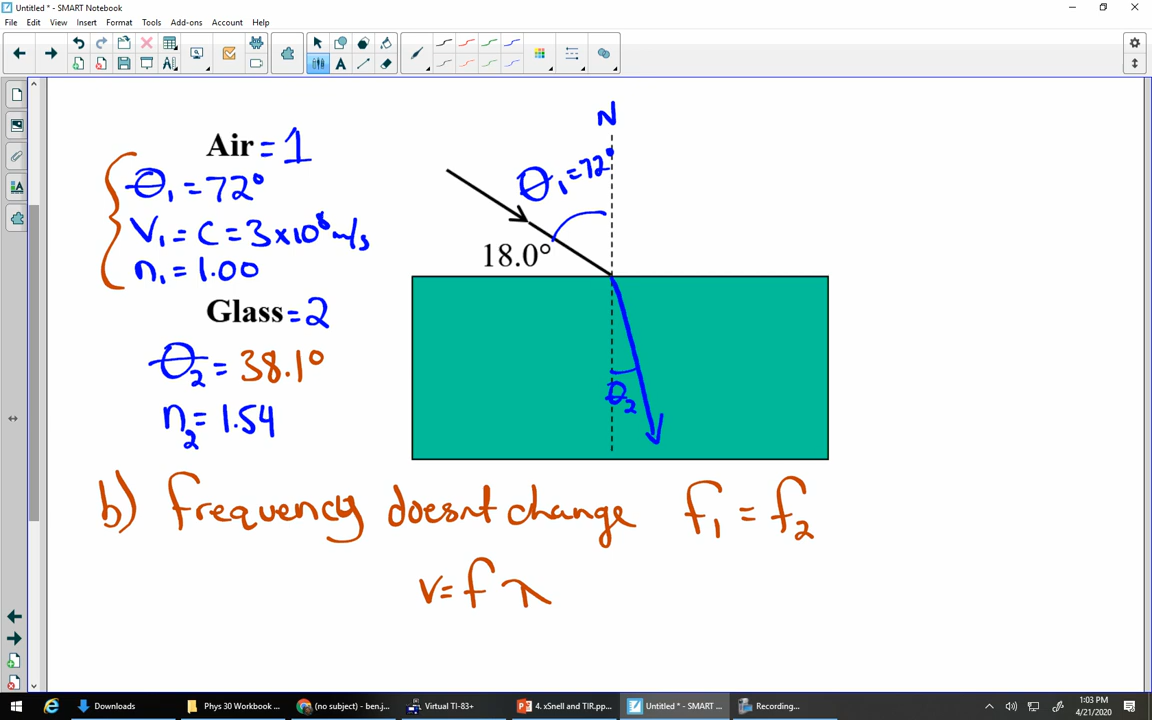 Untitled * - SMART Notebook
File Edit View Insert Format Tools Add-ons Account Help
Air = 1
θ₁ = 72°
V₁ = C = 3×10⁸ m/s
n₁ = 1.00
Glass = 2
θ₂ = 38.1°
n₂ = 1.54
N
θ₁ = 72°
18.0°
θ₂
b) frequency doesnt change f₁ = f₂
v = f λ
Downloads
Phys 30 Workbook ...
(no subject) - ben.j...
Virtual TI-83+
4. xSnell and TIR.pp...
Untitled * - SMART ...
Recording...
1:03 PM
4/21/2020